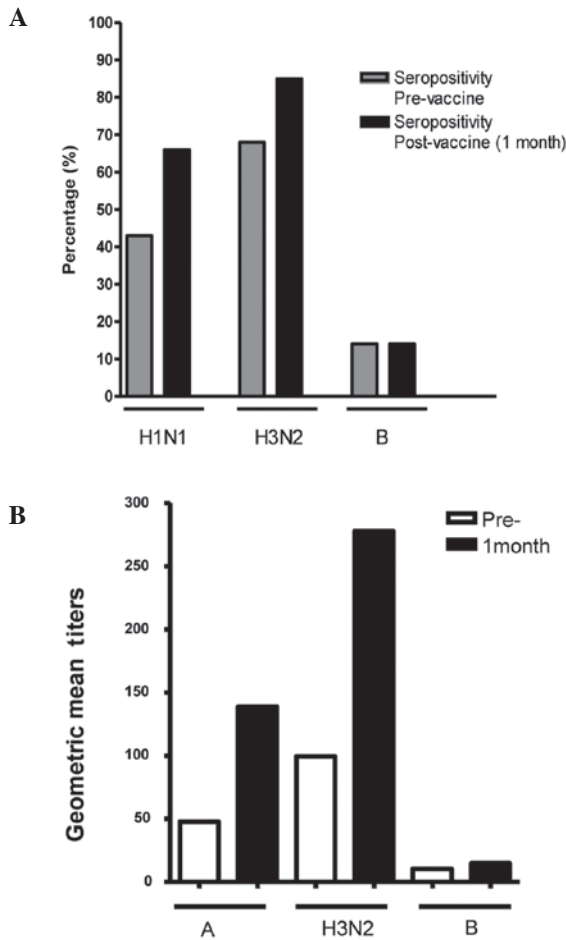 A
100
90
80
70
60
50
40
30
20
10
0
Percentage (%)
Seropositivity
Pre-vaccine
Seropositivity
Post-vaccine (1 month)
H1N1 H3N2 B
B
300
250
200
150
100
50
0
Geometric mean titers
Pre-
1month
A H3N2 B